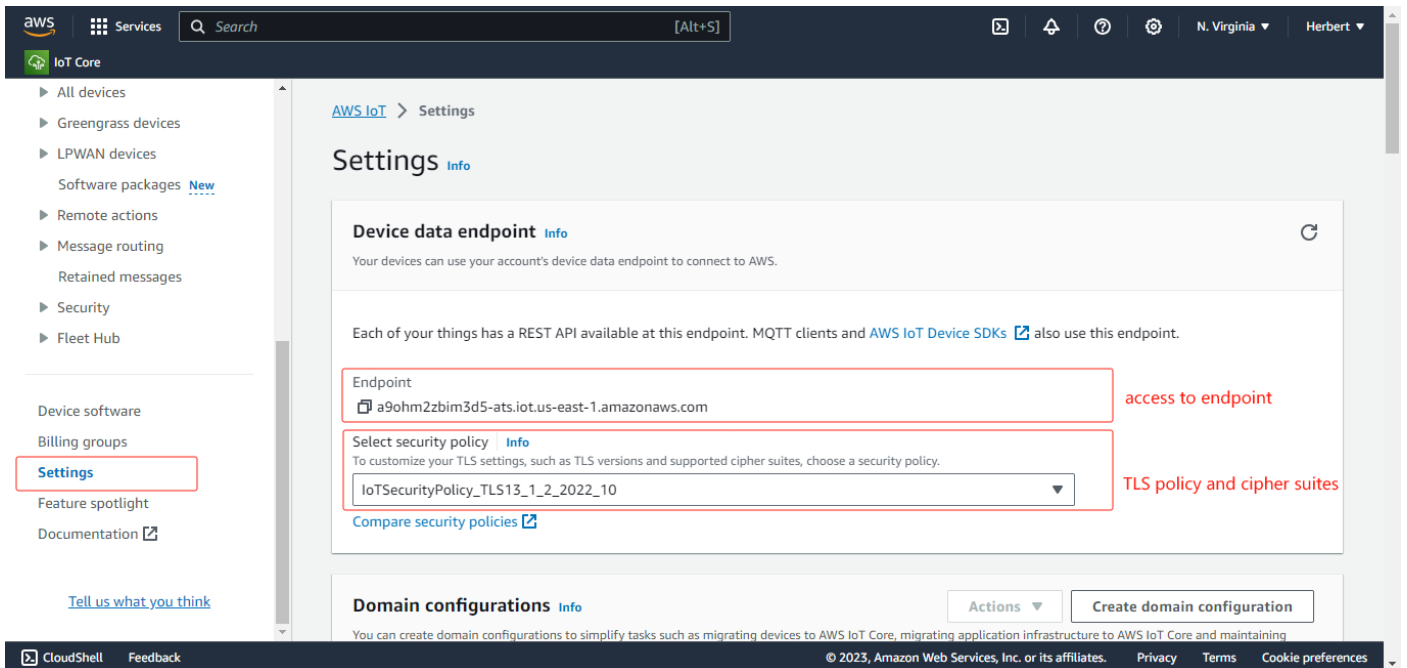 aws
Services
Search
[Alt+S]
N. Virginia
Herbert
IoT Core
All devices
Greengrass devices
LPWAN devices
Software packages New
Remote actions
Message routing
Retained messages
Security
Fleet Hub
Device software
Billing groups
Settings
Feature spotlight
Documentation
Tell us what you think
AWS IoT > Settings
Settings Info
Device data endpoint Info
Your devices can use your account's device data endpoint to connect to AWS.
Each of your things has a REST API available at this endpoint. MQTT clients and AWS IoT Device SDKs also use this endpoint.
Endpoint
a9ohm2zbim3d5-ats.iot.us-east-1.amazonaws.com
access to endpoint
Select security policy Info
To customize your TLS settings, such as TLS versions and supported cipher suites, choose a security policy.
IoTSecurityPolicy_TLS13_1_2_2022_10
TLS policy and cipher suites
Compare security policies
Domain configurations Info
Actions
Create domain configuration
You can create domain configurations to simplify tasks such as migrating devices to AWS IoT Core, migrating application infrastructure to AWS IoT Core and maintaining
CloudShell
Feedback
© 2023, Amazon Web Services, Inc. or its affiliates.
Privacy
Terms
Cookie preferences